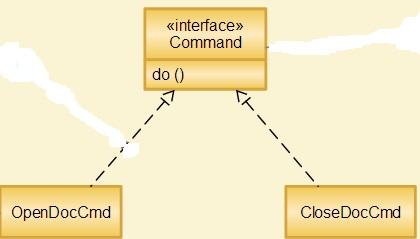 «interface»
Command
do ()
OpenDocCmd
CloseDocCmd